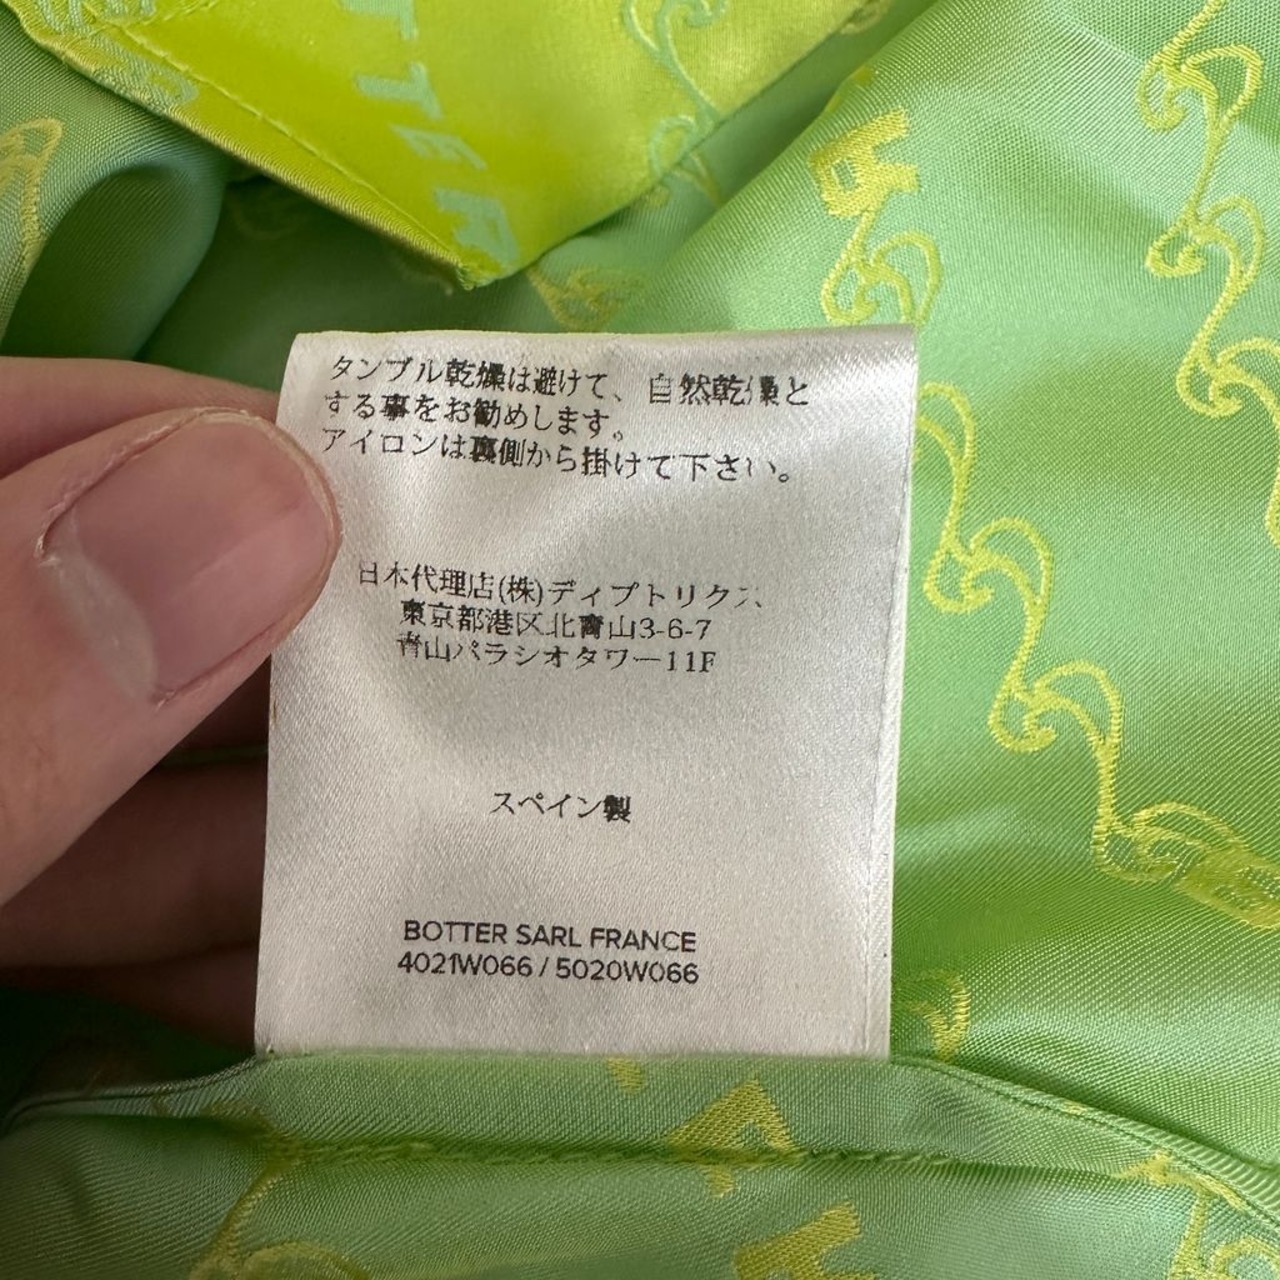 タンブル乾燥は避けて、自然乾燥と
する事をお勧めします。
アイロンは裏側から掛けて下さい。
日本代理店(株)ディプトリクス
東京都港区北青山3-6-7
青山パラシオタワー11F
スペイン製
BOTTER SARL FRANCE
4021W066 / 5020W066